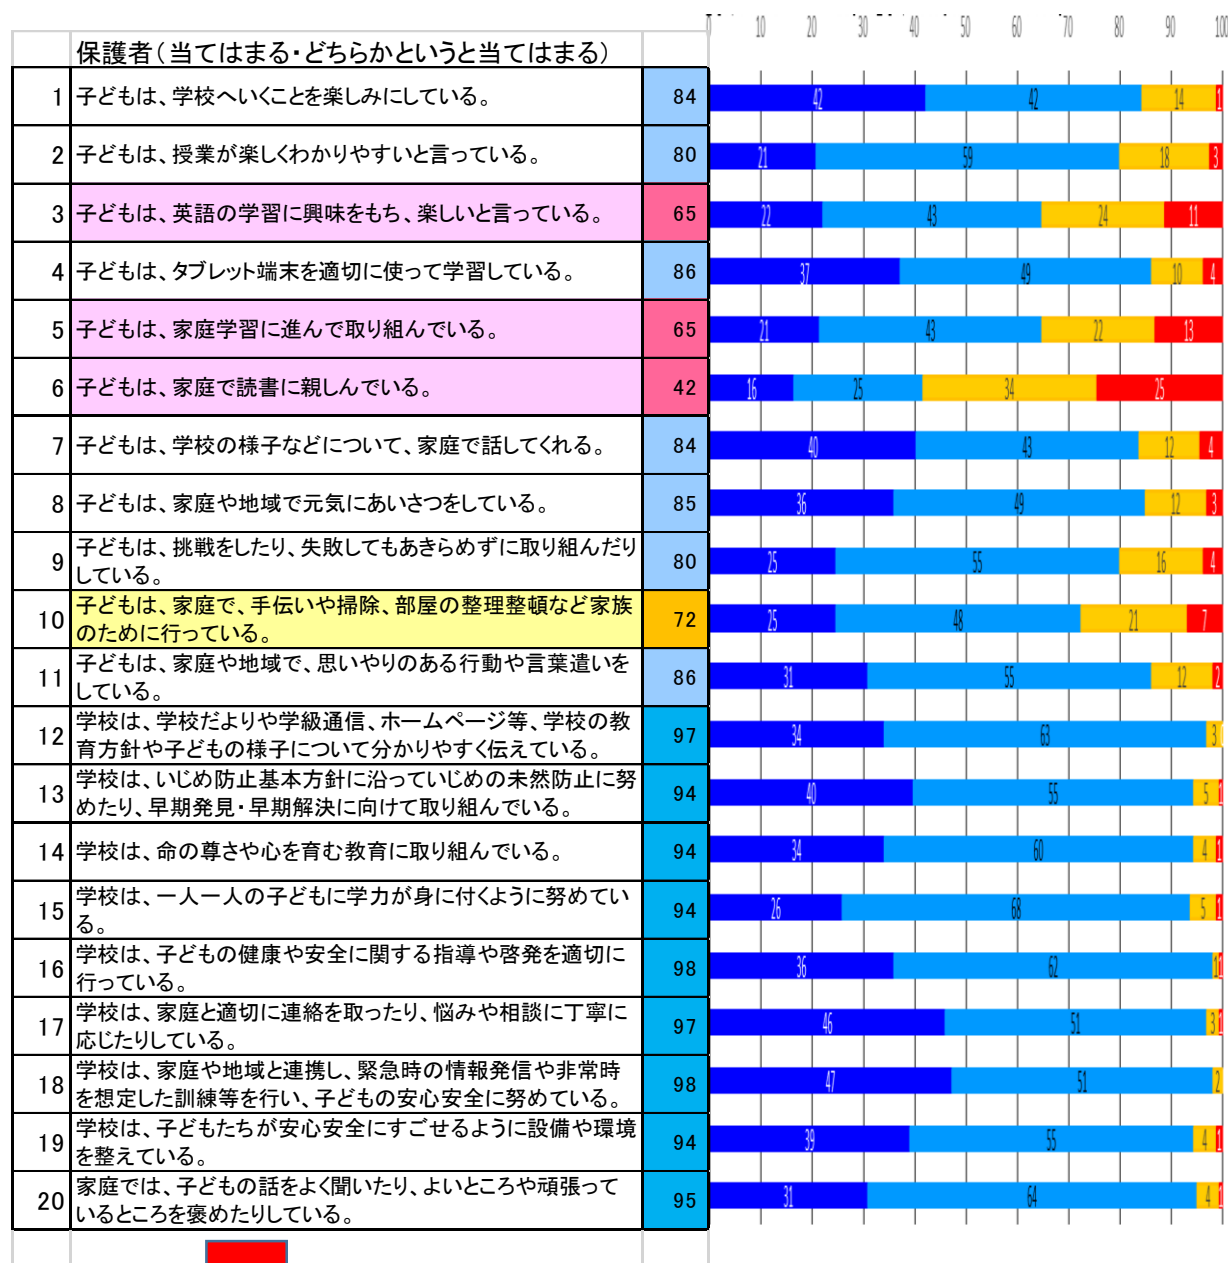 0 10 20 30 40 50 60 70 80 90 100
保護者(当てはまる・どちらかというと当てはまる)
1 子どもは、学校へいくことを楽しみにしている。 84 42 42 14 1
2 子どもは、授業が楽しくわかりやすいと言っている。 80 21 59 18 3
3 子どもは、英語の学習に興味をもち、楽しいと言っている。 65 22 43 24 11
4 子どもは、タブレット端末を適切に使って学習している。 86 37 49 10 4
5 子どもは、家庭学習に進んで取り組んでいる。 65 21 43 22 13
6 子どもは、家庭で読書に親しんでいる。 42 16 25 34 25
7 子どもは、学校の様子などについて、家庭で話してくれる。 84 40 43 12 4
8 子どもは、家庭や地域で元気にあいさつをしている。 85 36 49 12 3
9 子どもは、挑戦をしたり、失敗してもあきらめずに取り組んだり
している。 80 25 55 16 4
10 子どもは、家庭で、手伝いや掃除、部屋の整理整頓など家族
のために行っている。 72 25 48 21 7
11 子どもは、家庭や地域で、思いやりのある行動や言葉遣いを
している。 86 31 55 12 2
12 学校は、学校だよりや学級通信、ホームページ等、学校の教
育方針や子どもの様子について分かりやすく伝えている。 97 34 63 3
13 学校は、いじめ防止基本方針に沿っていじめの未然防止に努
めたり、早期発見・早期解決に向けて取り組んでいる。 94 40 55 5
14 学校は、命の尊さや心を育む教育に取り組んでいる。 94 34 60 4 1
15 学校は、一人一人の子どもに学力が身に付くように努めてい
る。 94 26 68 5 1
16 学校は、子どもの健康や安全に関する指導や啓発を適切に
行っている。 98 36 62 1
17 学校は、家庭と適切に連絡を取ったり、悩みや相談に丁寧に
応じたりしている。 97 46 51 3
18 学校は、家庭や地域と連携し、緊急時の情報発信や非常時
を想定した訓練等を行い、子どもの安心安全に努めている。 98 47 51 2
19 学校は、子どもたちが安心安全にすごせるように設備や環境
を整えている。 94 39 55 4 1
20 家庭では、子どもの話をよく聞いたり、よいところや頑張って
いるところを褒めたりしている。 95 31 64 4